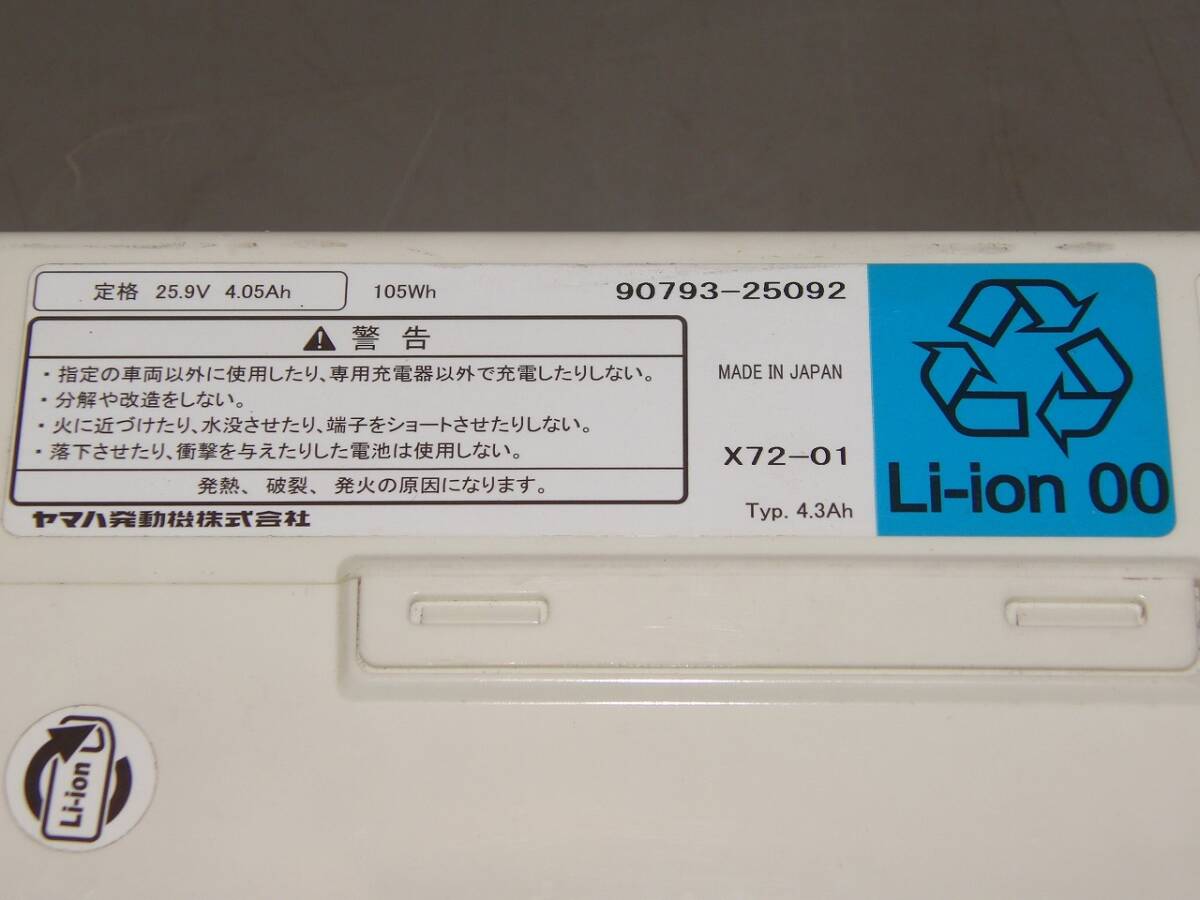 定格 25.9V 4.05Ah 105Wh 90793-25092
⚠ 警告
・指定の車両以外に使用したり、専用充電器以外で充電したりしない。
・分解や改造をしない。
・火に近づけたり、水没させたり、端子をショートさせたりしない。
・落下させたり、衝撃を与えたりした電池は使用しない。
発熱、破裂、発火の原因になります。
ヤマハ発動機株式会社
MADE IN JAPAN
X72-01
Typ. 4.3Ah
Li-ion 00
Li-ion